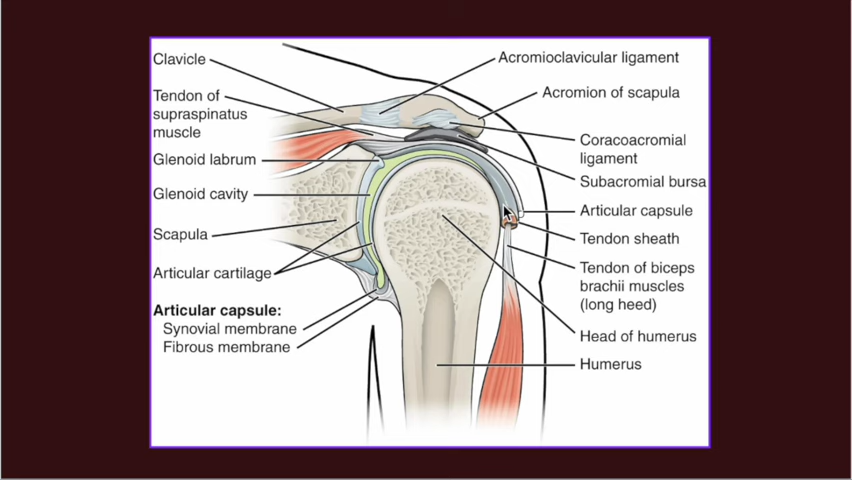 Clavicle
Acromioclavicular ligament
Tendon of
supraspinatus
muscle
Acromion of scapula
Coracoacromial
ligament
Glenoid labrum
Subacromial bursa
Glenoid cavity
Articular capsule
Scapula
Tendon sheath
Articular cartilage
Tendon of biceps
brachii muscles
(long heed)
Articular capsule:
Synovial membrane
Fibrous membrane
Head of humerus
Humerus